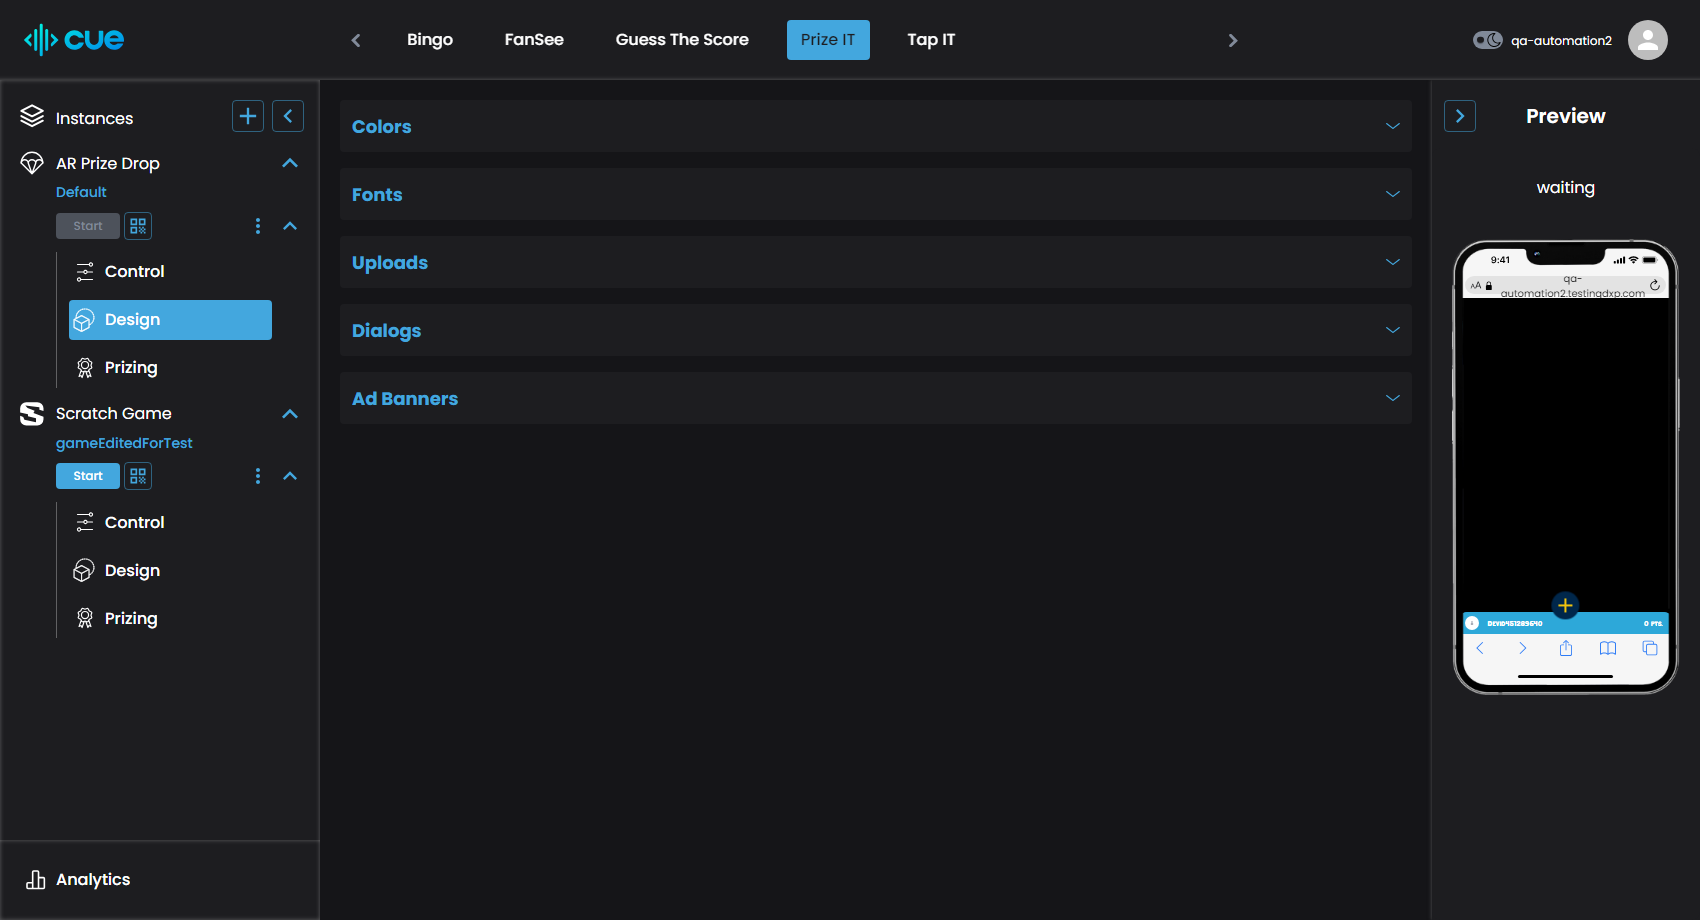 cue
Bingo
FanSee
Guess The Score
Prize IT
Tap IT
qa-automation2
Instances
AR Prize Drop
Default
Start
Control
Design
Prizing
Scratch Game
gameEditedForTest
Start
Control
Design
Prizing
Analytics
Colors
Fonts
Uploads
Dialogs
Ad Banners
Preview
waiting
9:41
AA
qa-
automation2.testingdxp.com
0 PTS.